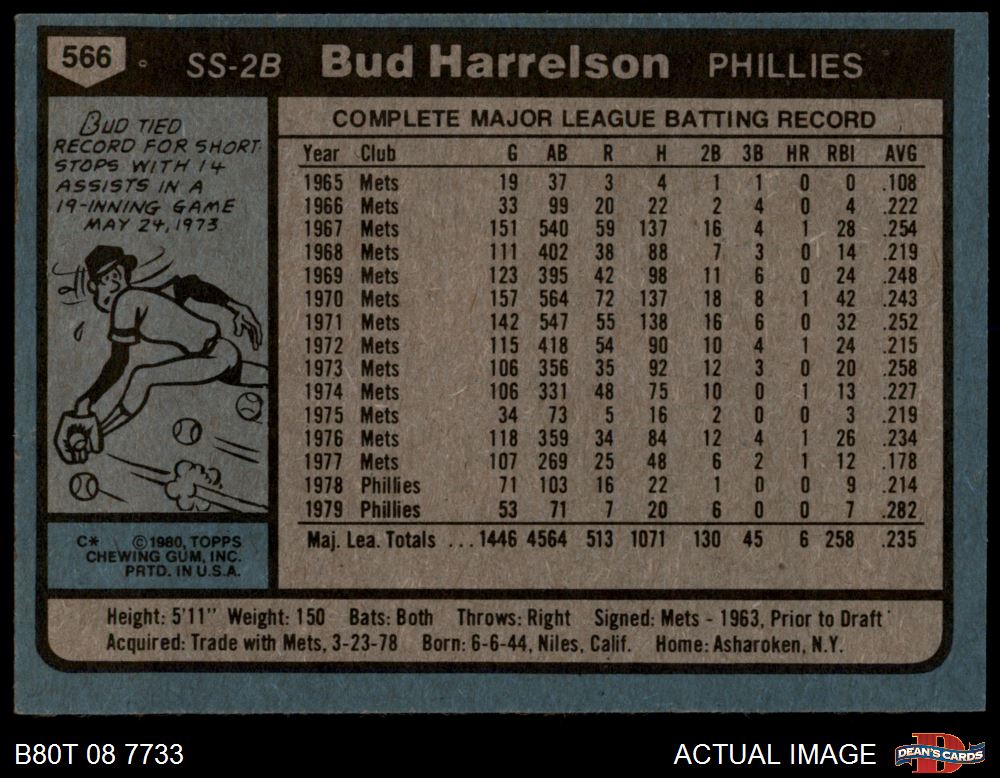 566 SS-2B Bud Harrelson PHILLIES
BUD TIED
RECORD FOR SHORT-
STOPS WITH 14
ASSISTS IN A
19-INNING GAME
MAY 24, 1973
C* ©1980, TOPPS
CHEWING GUM, INC.
PRTD. IN U.S.A.
COMPLETE MAJOR LEAGUE BATTING RECORD
Year Club G AB R H 2B 3B HR RBI AVG
1965 Mets 19 37 3 4 1 1 0 0 .108
1966 Mets 33 99 20 22 2 4 0 4 .222
1967 Mets 151 540 59 137 16 4 1 28 .254
1968 Mets 111 402 38 88 7 3 0 14 .219
1969 Mets 123 395 42 98 11 6 0 24 .248
1970 Mets 157 564 72 137 18 8 1 42 .243
1971 Mets 142 547 55 138 16 6 0 32 .252
1972 Mets 115 418 54 90 10 4 1 24 .215
1973 Mets 106 356 35 92 12 3 0 20 .258
1974 Mets 106 331 48 75 10 0 1 13 .227
1975 Mets 34 73 5 16 2 0 0 3 .219
1976 Mets 118 359 34 84 12 4 1 26 .234
1977 Mets 107 269 25 48 6 2 1 12 .178
1978 Phillies 71 103 16 22 1 0 0 9 .214
1979 Phillies 53 71 7 20 6 0 0 7 .282
Maj. Lea. Totals ... 1446 4564 513 1071 130 45 6 258 .235
Height: 5'11" Weight: 150 Bats: Both Throws: Right Signed: Mets - 1963, Prior to Draft
Acquired: Trade with Mets, 3-23-78 Born: 6-6-44, Niles, Calif. Home: Asharoken, N.Y.
B80T 08 7733 ACTUAL IMAGE DEAN'S CARDS